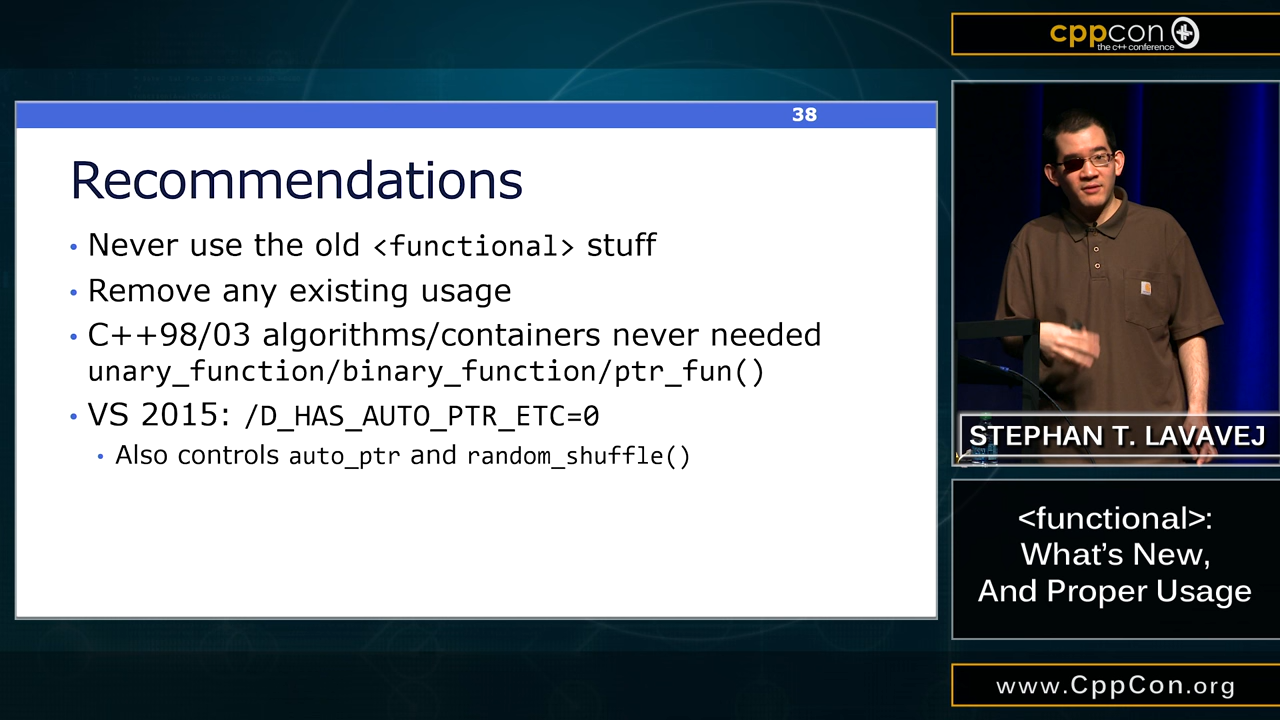 38
Recommendations
• Never use the old <functional> stuff
• Remove any existing usage
• C++98/03 algorithms/containers never needed
unary_function/binary_function/ptr_fun()
• VS 2015: /D_HAS_AUTO_PTR_ETC=0
• Also controls auto_ptr and random_shuffle()
cppcon
the c++ conference
STEPHAN T. LAVAVEJ
<functional>:
What's New,
And Proper Usage
www.CppCon.org